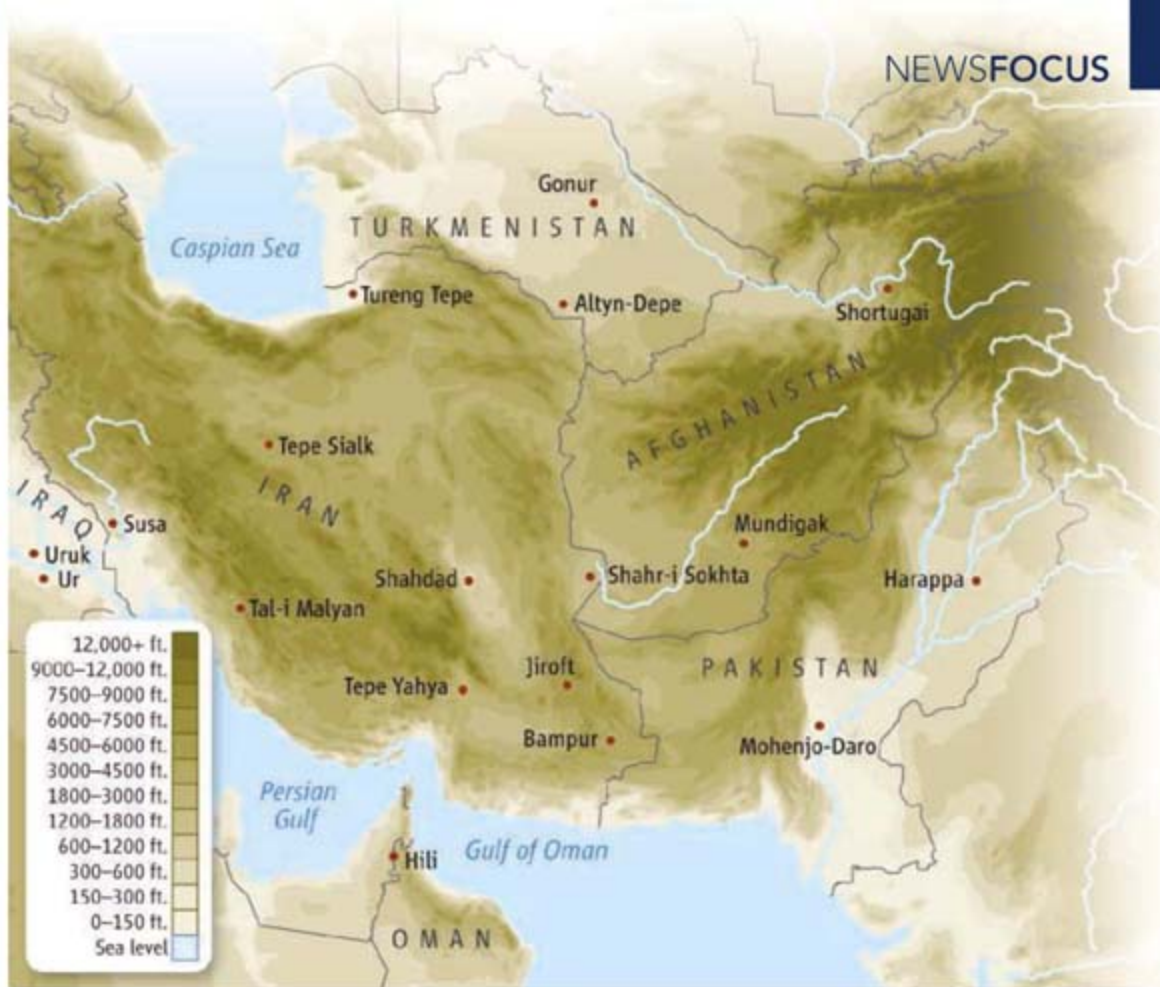 NEWSFOCUS
Gonur
TURKMENISTAN
Caspian Sea
Tureng Tepe
Altyn-Depe
Shortugai
AFGHANISTAN
Tepe Sialk
IRAN
IRAQ
Susa
Mundigak
Uruk
Ur
Shahdad
Shahr-i Sokhta
Harappa
Tal-i Malyan
Jiroft
PAKISTAN
Tepe Yahya
Bampur
Mohenjo-Daro
Persian
Gulf
Gulf of Oman
Hili
OMAN
12,000+ ft.
9000–12,000 ft.
7500–9000 ft.
6000–7500 ft.
4500–6000 ft.
3000–4500 ft.
1800–3000 ft.
1200–1800 ft.
600–1200 ft.
300–600 ft.
150–300 ft.
0–150 ft.
Sea level